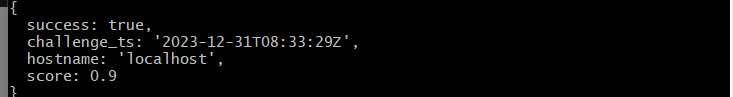 {
  success: true,
  challenge_ts: '2023-12-31T08:33:29Z',
  hostname: 'localhost',
  score: 0.9
}